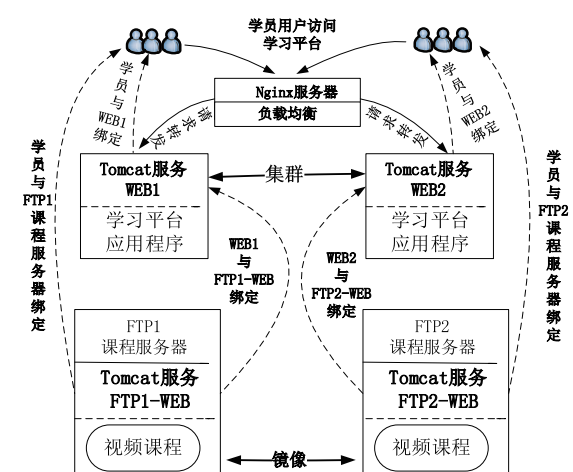 学员用户访问
学习平台
Nginx服务器
负载均衡
学员与WEB1绑定
学员与WEB2绑定
请求转发
请求转发
Tomcat服务
WEB1
学习平台
应用程序
集群
Tomcat服务
WEB2
学习平台
应用程序
学员与FTP1课程服务器绑定
学员与FTP2课程服务器绑定
WEB1
与
FTP1-WEB
绑定
WEB2
与
FTP2-WEB
绑定
FTP1
课程服务器
Tomcat服务
FTP1-WEB
视频课程
镜像
FTP2
课程服务器
Tomcat服务
FTP2-WEB
视频课程